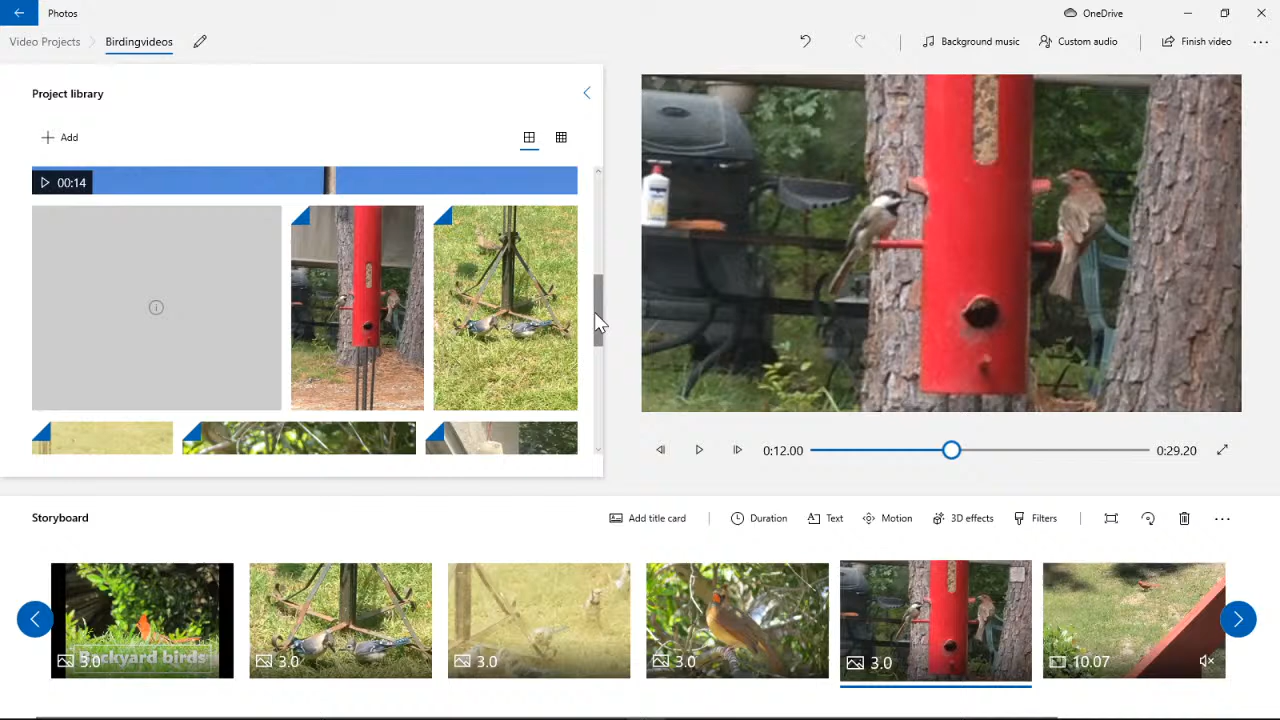 Photos
OneDrive
Video Projects
Birdingvideos
Background music
Custom audio
Finish video
Project library
Add
00:14
0:12.00
0:29.20
Storyboard
Add title card
Duration
Text
Motion
3D effects
Filters
Backyard birds
3.0
3.0
3.0
3.0
3.0
10.07